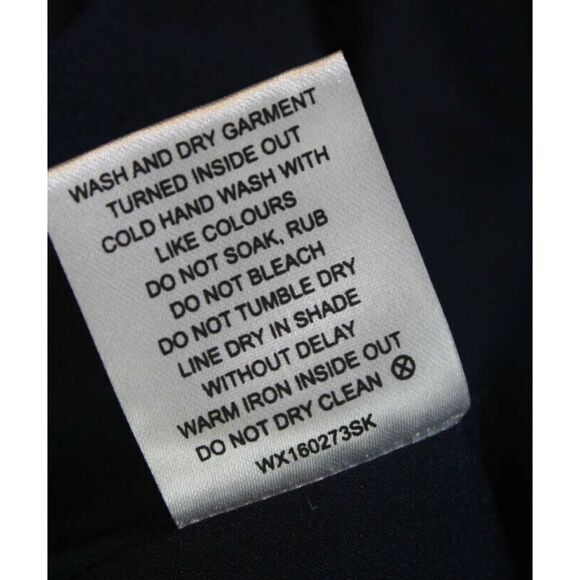 WASH AND DRY GARMENT
TURNED INSIDE OUT
COLD HAND WASH WITH
LIKE COLOURS
DO NOT SOAK, RUB
DO NOT BLEACH
DO NOT TUMBLE DRY
LINE DRY IN SHADE
WITHOUT DELAY
WARM IRON INSIDE OUT
DO NOT DRY CLEAN
WX160273SK